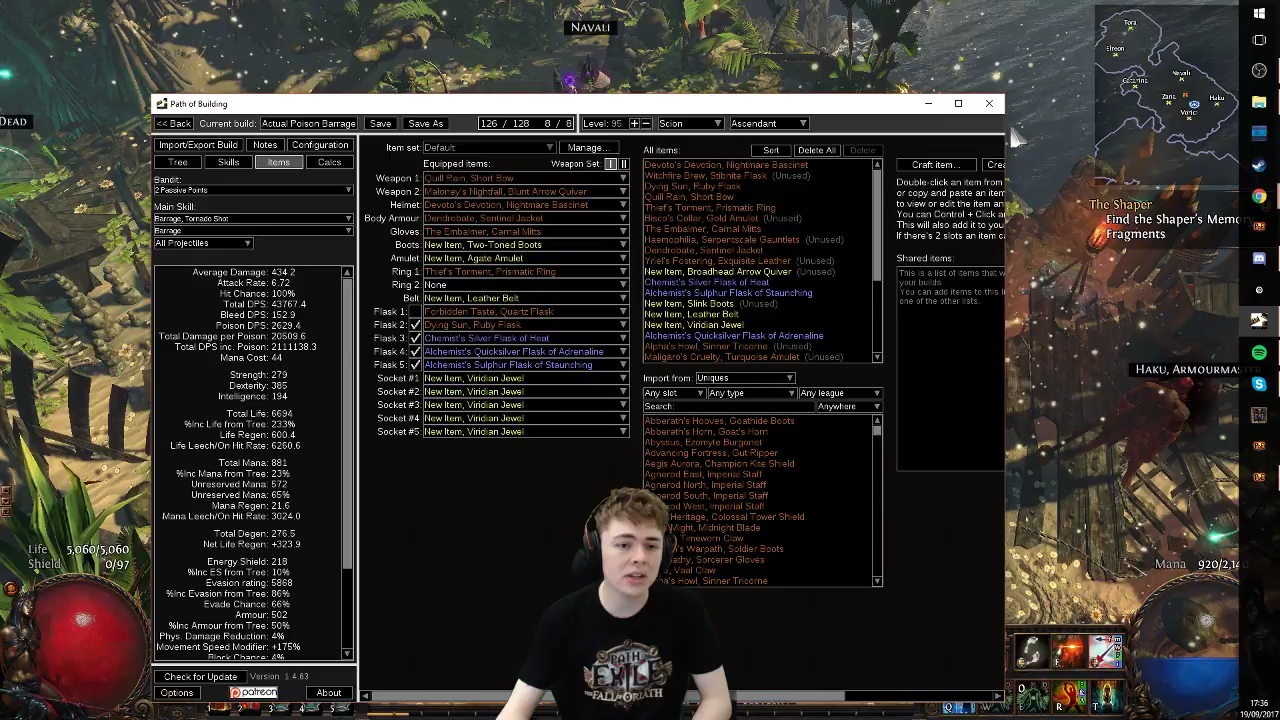 NAVALI
DEAD
Path of Building
<< Back
Current build:
Actual Poison Barrage
Save
Save As
126 / 128 8 / 8
Level: 95
+
Scion
Ascendant
Import/Export Build
Notes
Configuration
Tree
Skills
Items
Calcs
Bandit:
2 Passive Points
Main Skill:
Barrage, Tornado Shot
Barrage
All Projectiles
Average Damage: 434.2
Attack Rate: 6.72
Hit Chance: 100%
Total DPS: 43767.4
Bleed DPS: 152.9
Poison DPS: 2629.4
Total Damage per Poison: 20509.6
Total DPS inc. Poison: 2111138.3
Mana Cost: 44
Strength: 279
Dexterity: 385
Intelligence: 194
Total Life: 6694
%Inc Life from Tree: 233%
Life Regen: 600.4
Life Leech/On Hit Rate: 6260.6
Total Mana: 881
%Inc Mana from Tree: 23%
Unreserved Mana: 572
Unreserved Mana: 65%
Mana Regen: 21.6
Mana Leech/On Hit Rate: 3024.0
Total Degen: 276.5
Net Life Regen: +323.9
Energy Shield: 218
%Inc ES from Tree: 10%
Evasion rating: 5868
%Inc Evasion from Tree: 86%
Evade Chance: 66%
Armour: 502
%Inc Armour from Tree: 50%
Phys. Damage Reduction: 4%
Movement Speed Modifier: +175%
Block Chance: 4%
Check for Update
Version 1.4.63
Options
patreon
About
Item set:
Default
Manage...
Equipped items:
Weapon Set:
I
II
Weapon 1: Quill Rain, Short Bow
Weapon 2: Maloney's Nightfall, Blunt Arrow Quiver
Helmet: Devoto's Devotion, Nightmare Bascinet
Body Armour: Dendrobate, Sentinel Jacket
Gloves: The Embalmer, Carnal Mitts
Boots: New Item, Two-Toned Boots
Amulet: New Item, Agate Amulet
Ring 1: Thief's Torment, Prismatic Ring
Ring 2: None
Belt: New Item, Leather Belt
Flask 1: Forbidden Taste, Quartz Flask
Flask 2: Dying Sun, Ruby Flask
Flask 3: Chemist's Silver Flask of Heat
Flask 4: Alchemist's Quicksilver Flask of Adrenaline
Flask 5: Alchemist's Sulphur Flask of Staunching
Socket #1: New Item, Viridian Jewel
Socket #2: New Item, Viridian Jewel
Socket #3: New Item, Viridian Jewel
Socket #4: New Item, Viridian Jewel
Socket #5: New Item, Viridian Jewel
All items:
Sort
Delete All
Delete
Devoto's Devotion, Nightmare Bascinet
Witchfire Brew, Stibnite Flask (Unused)
Dying Sun, Ruby Flask
Quill Rain, Short Bow
Thief's Torment, Prismatic Ring
Bisco's Collar, Gold Amulet (Unused)
The Embalmer, Carnal Mitts
Haemophilia, Serpentscale Gauntlets (Unused)
Dendrobate, Sentinel Jacket
Yriel's Fostering, Exquisite Leather (Unused)
New Item, Broadhead Arrow Quiver (Unused)
Chemist's Silver Flask of Heat
Alchemist's Sulphur Flask of Staunching
New Item, Slink Boots (Unused)
New Item, Leather Belt
New Item, Viridian Jewel
Alchemist's Quicksilver Flask of Adrenaline
Alpha's Howl, Sinner Tricorne (Unused)
Maligaro's Cruelty, Turquoise Amulet (Unused)
Import from:
Uniques
Any slot
Any type
Any league
Search:
Anywhere
Abberath's Hooves, Goathide Boots
Abberath's Horn, Goat's Horn
Abyssus, Ezomyte Burgonet
Advancing Fortress, Gut Ripper
Aegis Aurora, Champion Kite Shield
Agnerod East, Imperial Staff
Agnerod North, Imperial Staff
Agnerod South, Imperial Staff
rod West, Imperial Staff
Heritage, Colossal Tower Shield
Might, Midnight Blade
Timeworn Claw
's Warpath, Soldier Boots
pathy, Sorcerer Gloves
, Vaal Claw
a's Howl, Sinner Tricorne
Craft item...
Crea
Double-click an item from
or copy and paste an item
to view or edit the item an
You can Control + Click a
This will also add it to you
If there's 2 slots an item c
Shared items:
This is a list of items that w
your builds
You can add items to this li
one of the other lists.
Tora
Elreon
Catarina
Navali
Zana
Haku
Vorici
The Shaper
Find the Shaper's Memory
Fragments
HAKU, ARMOURMAS
Life 5,060/5,060
Shield 0/97
Mana 920/2,140
PATH OF EXILE
THE FALL OF ORIATH
Q
W
R
T
17:36
19/09/2017